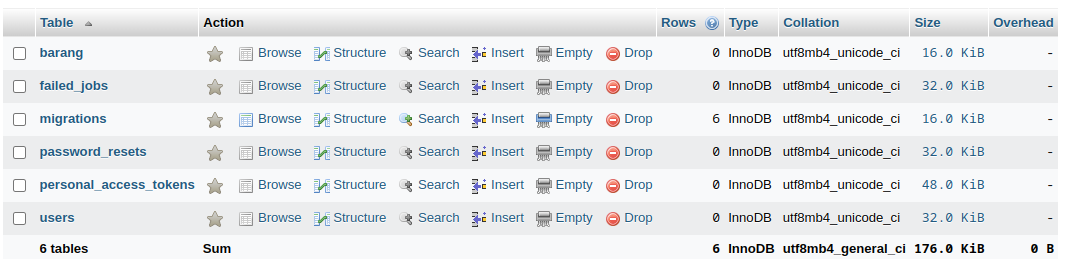 Table Action Rows Type Collation Size Overhead
barang Browse Structure Search Insert Empty Drop 0 InnoDB utf8mb4_unicode_ci 16.0 KiB -
failed_jobs Browse Structure Search Insert Empty Drop 0 InnoDB utf8mb4_unicode_ci 32.0 KiB -
migrations Browse Structure Search Insert Empty Drop 6 InnoDB utf8mb4_unicode_ci 16.0 KiB -
password_resets Browse Structure Search Insert Empty Drop 0 InnoDB utf8mb4_unicode_ci 32.0 KiB -
personal_access_tokens Browse Structure Search Insert Empty Drop 0 InnoDB utf8mb4_unicode_ci 48.0 KiB -
users Browse Structure Search Insert Empty Drop 0 InnoDB utf8mb4_unicode_ci 32.0 KiB -
6 tables Sum 6 InnoDB utf8mb4_general_ci 176.0 KiB 0 B